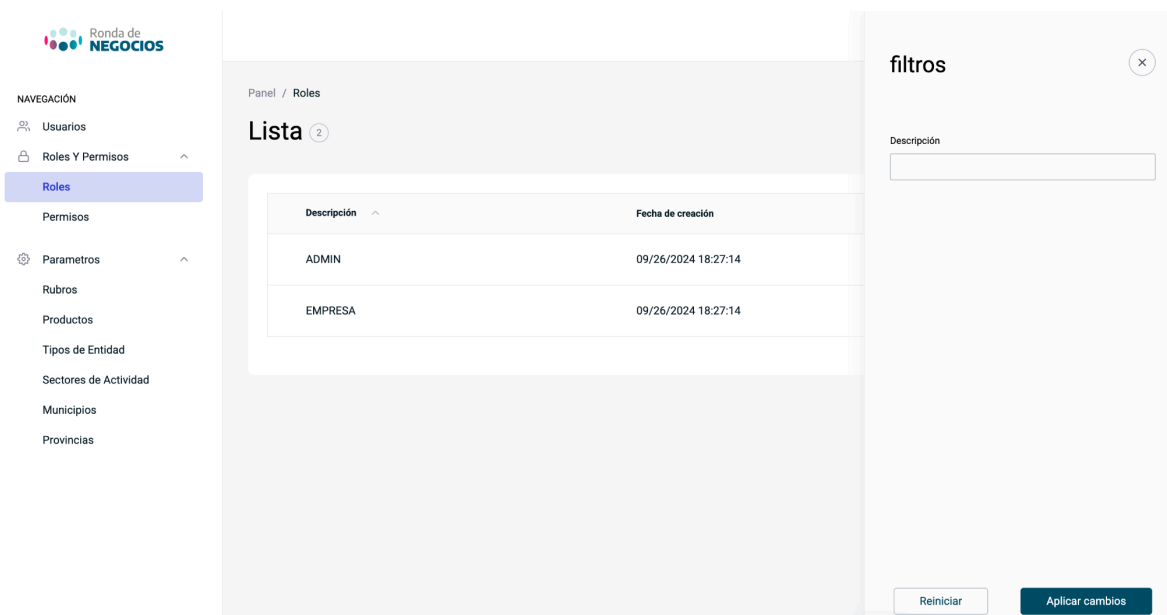 Ronda de
NEGOCIOS
NAVEGACIÓN
Usuarios
Roles Y Permisos
Roles
Permisos
Parametros
Rubros
Productos
Tipos de Entidad
Sectores de Actividad
Municipios
Provincias
Panel / Roles
Lista 2
Descripción Fecha de creación
ADMIN 09/26/2024 18:27:14
EMPRESA 09/26/2024 18:27:14
filtros
Descripción
Reiniciar Aplicar cambios